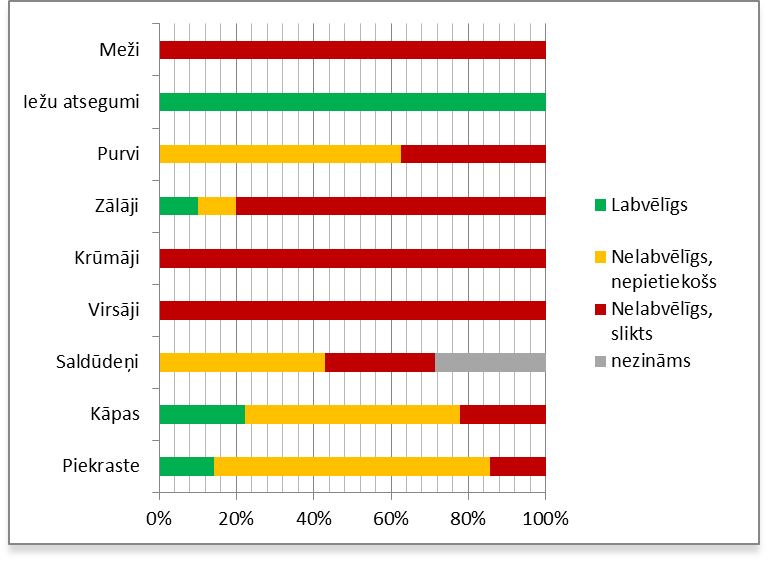 Meži
Iežu atsegumi
Purvi
Zālāji
Krūmāji
Virsāji
Saldūdeņi
Kāpas
Piekraste
0%
20%
40%
60%
80%
100%
Labvēlīgs
Nelabvēlīgs,
nepietiekošs
Nelabvēlīgs,
slikts
nezināms